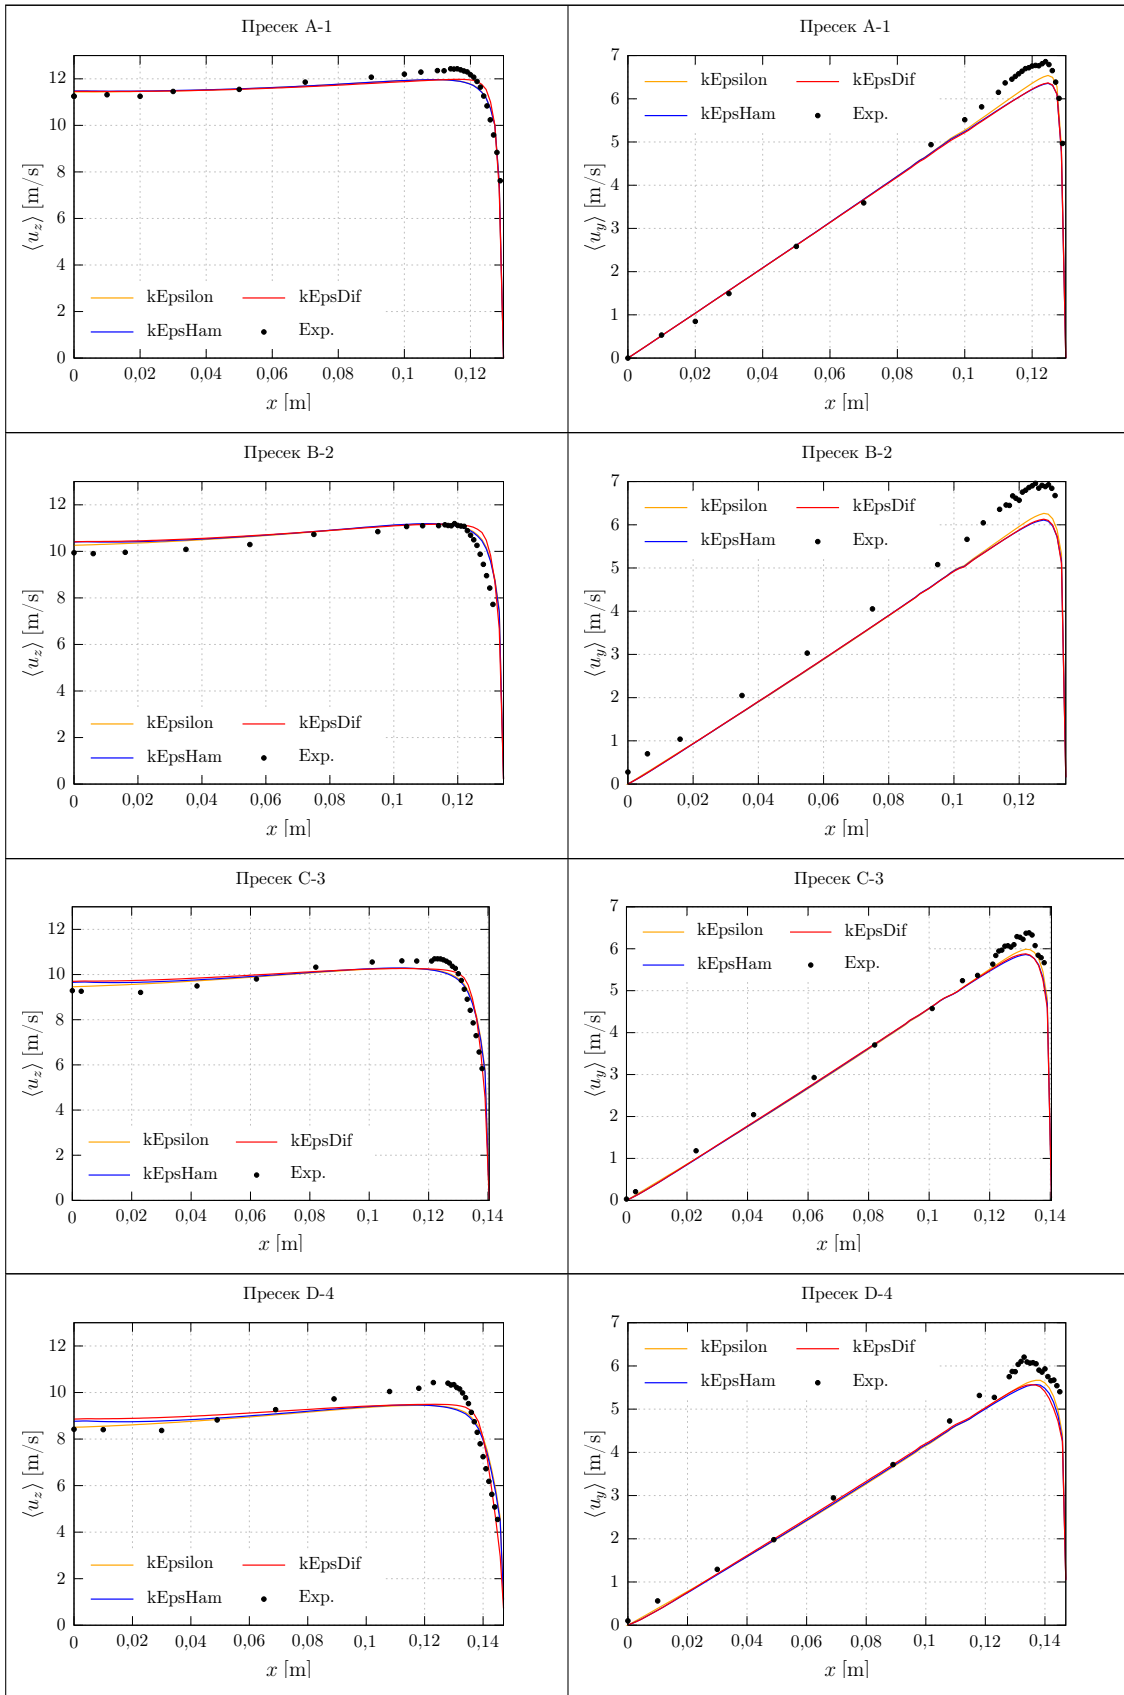 Пресек A-1
⟨u_z⟩ [m/s]
12
10
8
6
4
2
0
kEpsilon kEpsDif
kEpsHam Exp.
0 0,02 0,04 0,06 0,08 0,1 0,12
x [m]
Пресек A-1
⟨u_y⟩ [m/s]
7
6
5
4
3
2
1
0
kEpsilon kEpsDif
kEpsHam Exp.
0 0,02 0,04 0,06 0,08 0,1 0,12
x [m]
Пресек B-2
⟨u_z⟩ [m/s]
12
10
8
6
4
2
0
kEpsilon kEpsDif
kEpsHam Exp.
0 0,02 0,04 0,06 0,08 0,1 0,12
x [m]
Пресек B-2
⟨u_y⟩ [m/s]
7
6
5
4
3
2
1
0
kEpsilon kEpsDif
kEpsHam Exp.
0 0,02 0,04 0,06 0,08 0,1 0,12
x [m]
Пресек C-3
⟨u_z⟩ [m/s]
12
10
8
6
4
2
0
kEpsilon kEpsDif
kEpsHam Exp.
0 0,02 0,04 0,06 0,08 0,1 0,12 0,14
x [m]
Пресек C-3
⟨u_y⟩ [m/s]
7
6
5
4
3
2
1
0
kEpsilon kEpsDif
kEpsHam Exp.
0 0,02 0,04 0,06 0,08 0,1 0,12 0,14
x [m]
Пресек D-4
⟨u_z⟩ [m/s]
12
10
8
6
4
2
0
kEpsilon kEpsDif
kEpsHam Exp.
0 0,02 0,04 0,06 0,08 0,1 0,12 0,14
x [m]
Пресек D-4
⟨u_y⟩ [m/s]
7
6
5
4
3
2
1
0
kEpsilon kEpsDif
kEpsHam Exp.
0 0,02 0,04 0,06 0,08 0,1 0,12 0,14
x [m]